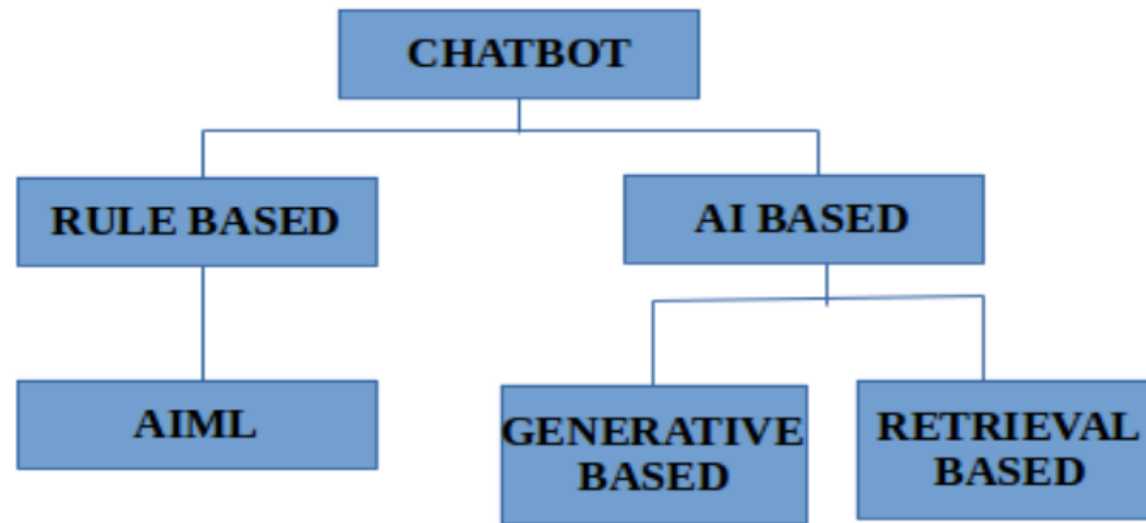 CHATBOT
RULE BASED
AI BASED
AIML
GENERATIVE
BASED
RETRIEVAL
BASED